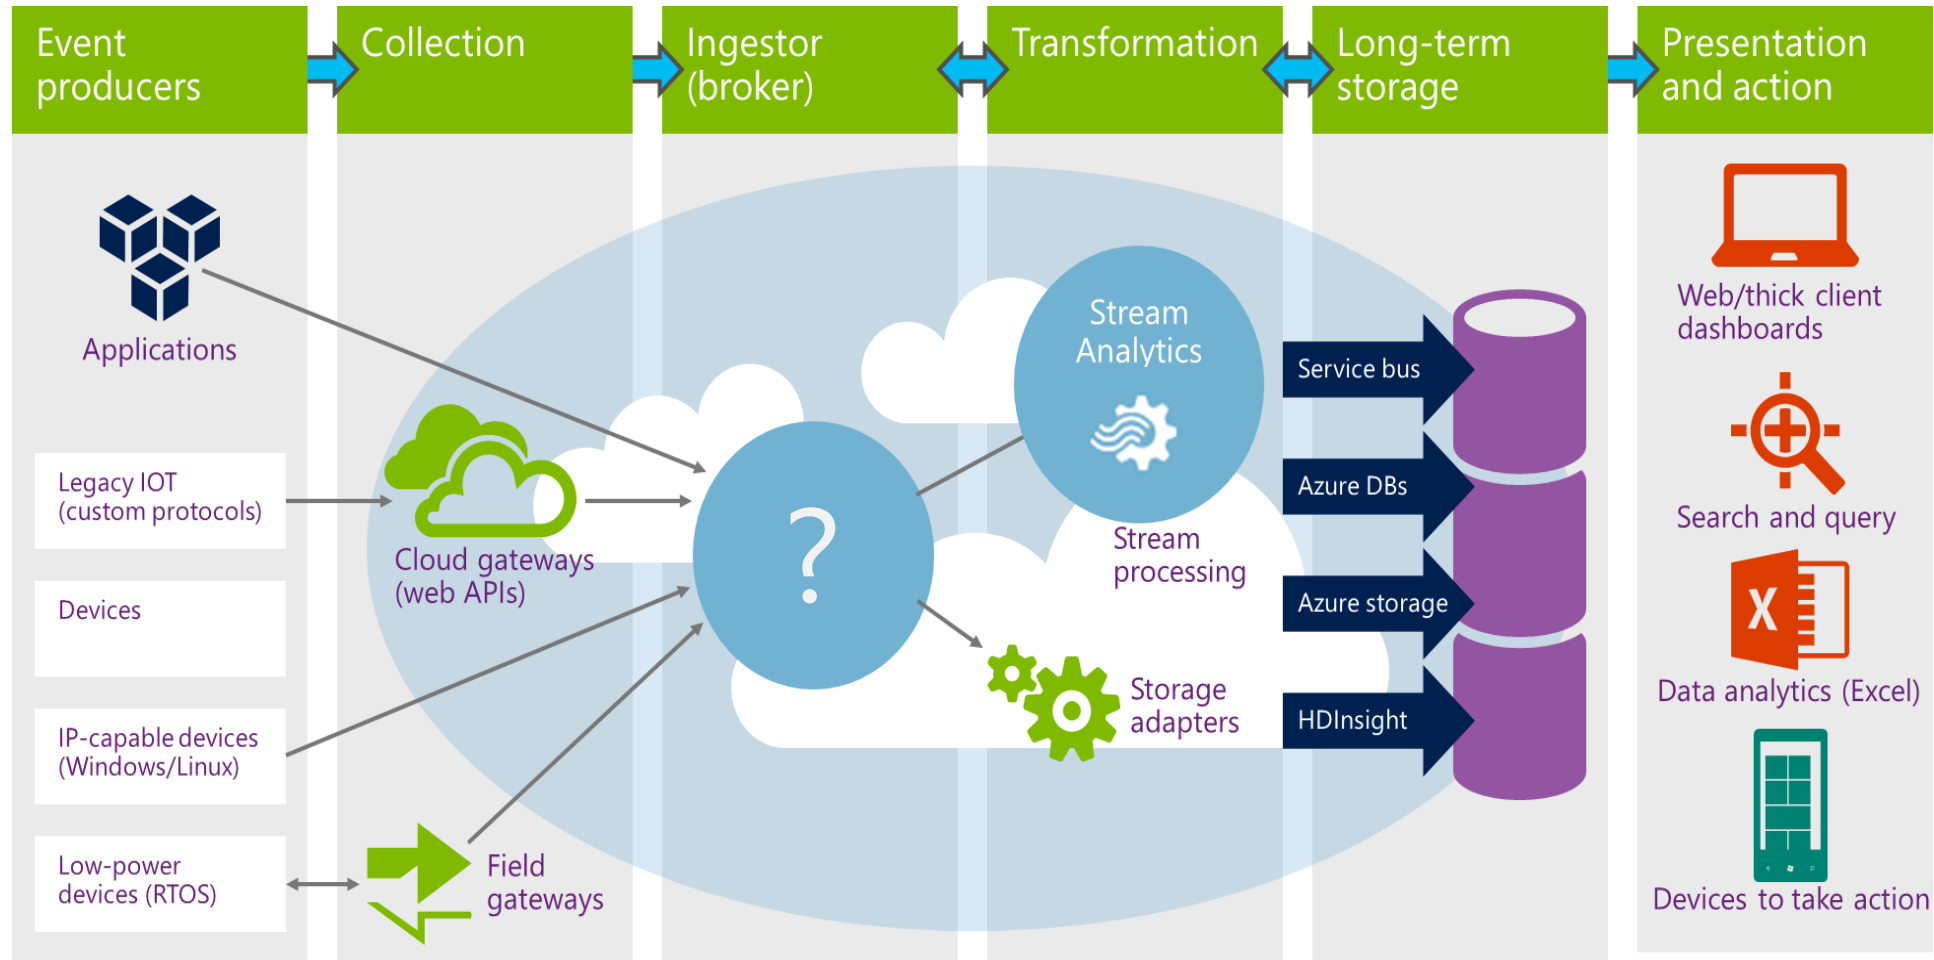 Event
producers
Collection
Ingestor
(broker)
Transformation
Long-term
storage
Presentation
and action
Applications
Legacy IOT
(custom protocols)
Devices
IP-capable devices
(Windows/Linux)
Low-power
devices (RTOS)
Cloud gateways
(web APIs)
Field
gateways
?
Stream
Analytics
Stream
processing
Storage
adapters
Service bus
Azure DBs
Azure storage
HDInsight
Web/thick client
dashboards
Search and query
X
Data analytics (Excel)
Devices to take action